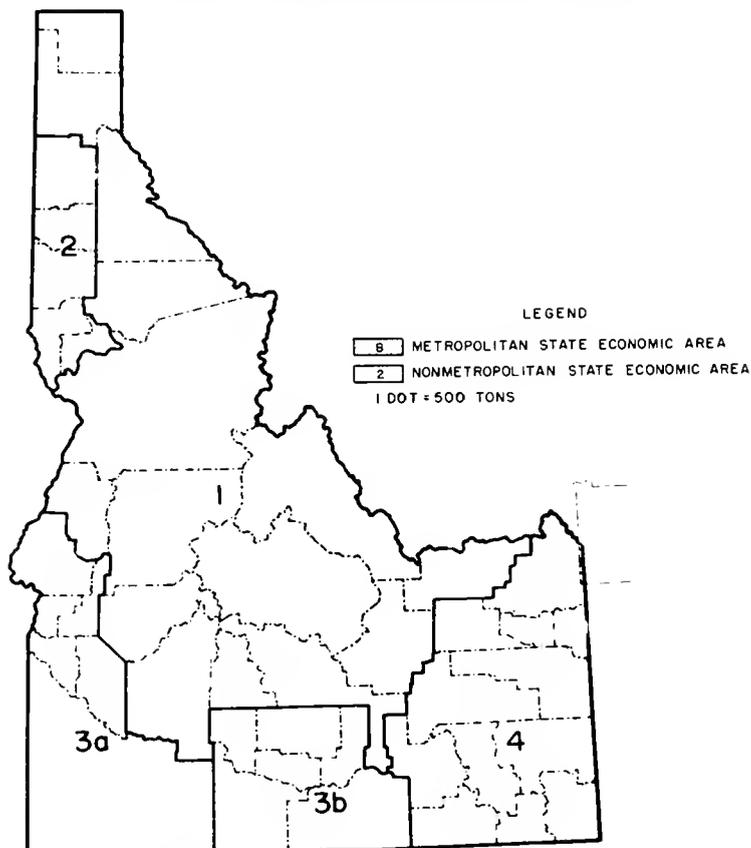 2
LEGEND
8 METROPOLITAN STATE ECONOMIC AREA
2 NONMETROPOLITAN STATE ECONOMIC AREA
1 DOT = 500 TONS
1
3a
4
3b